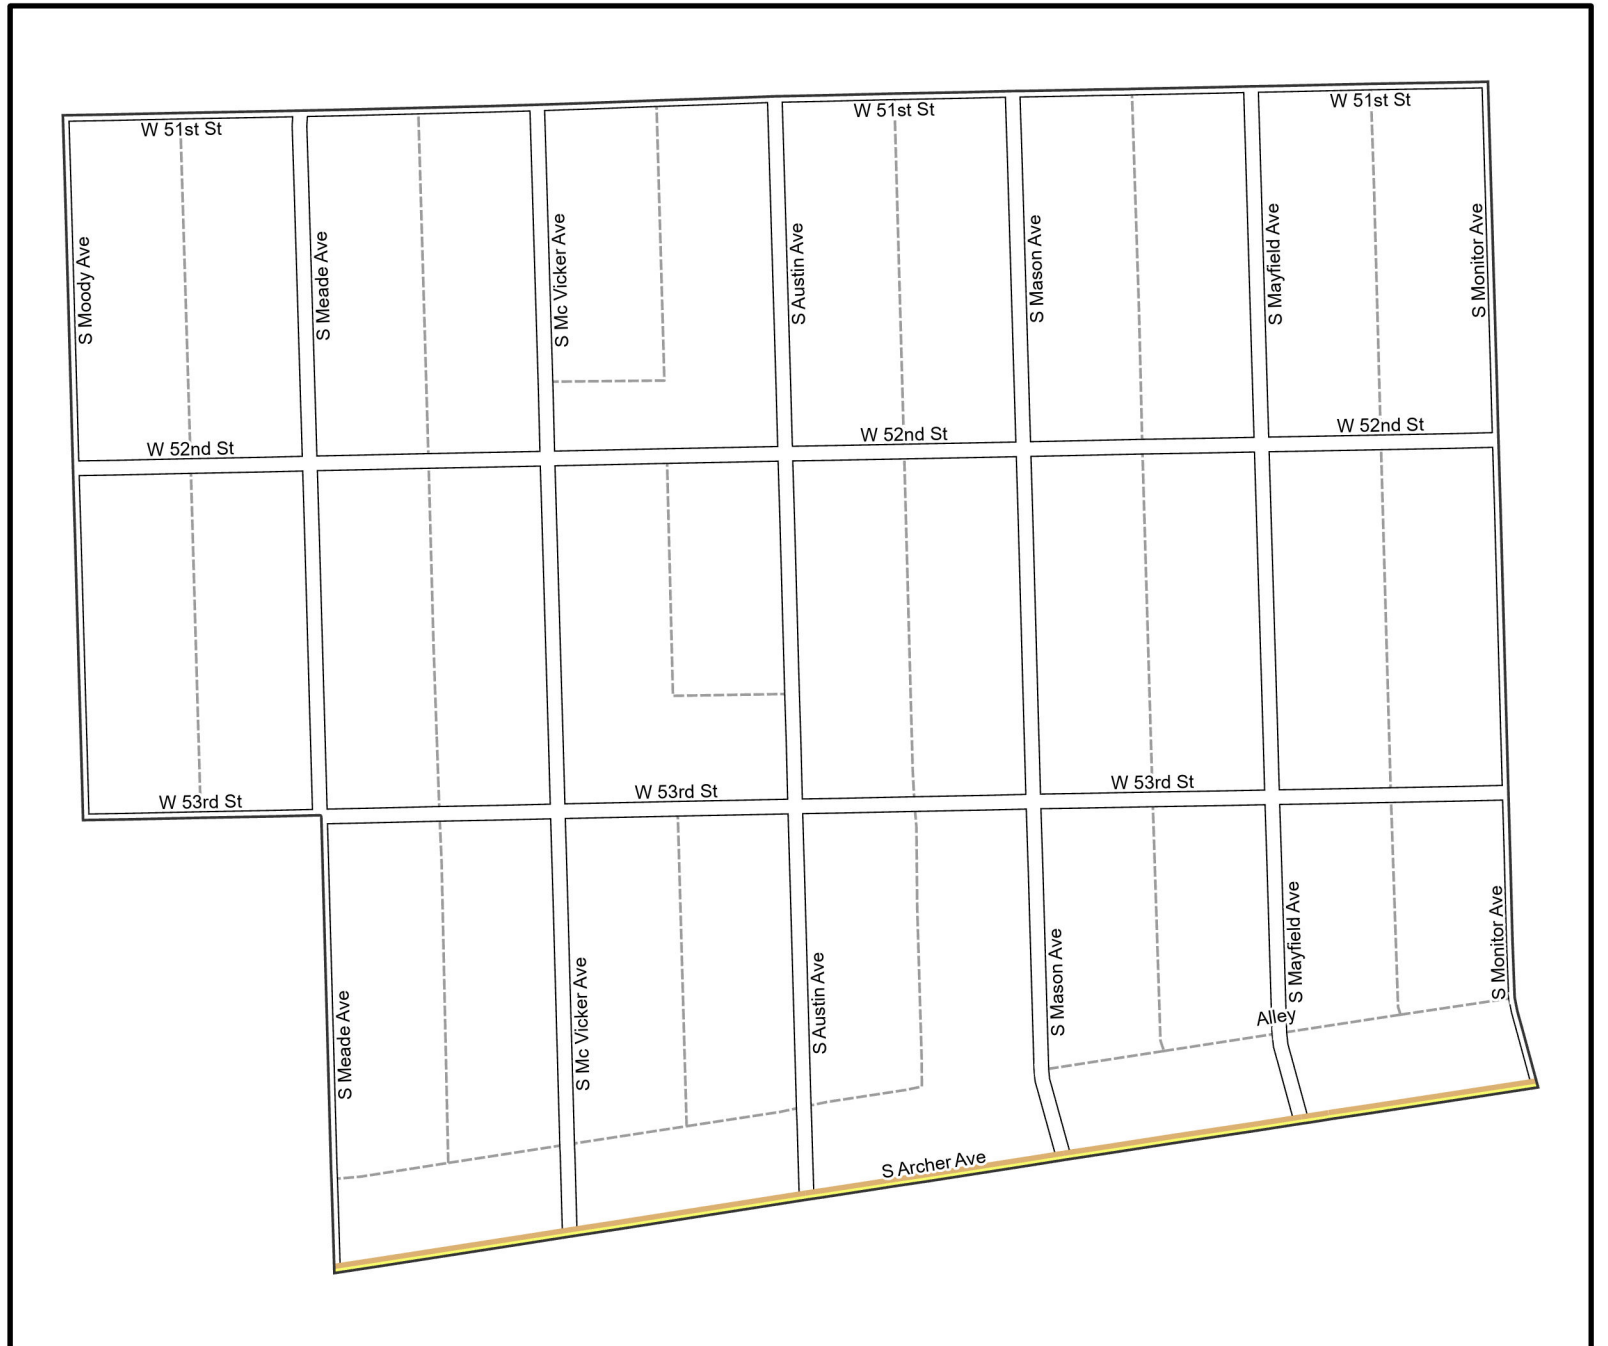 W 51st St
W 51st St
W 51st St
S Moody Ave
S Meade Ave
S Mc Vicker Ave
S Austin Ave
S Mason Ave
S Mayfield Ave
S Monitor Ave
W 52nd St
W 52nd St
W 52nd St
W 53rd St
W 53rd St
W 53rd St
S Meade Ave
S Mc Vicker Ave
S Austin Ave
S Mason Ave
S Mayfield Ave
S Monitor Ave
Alley
S Archer Ave